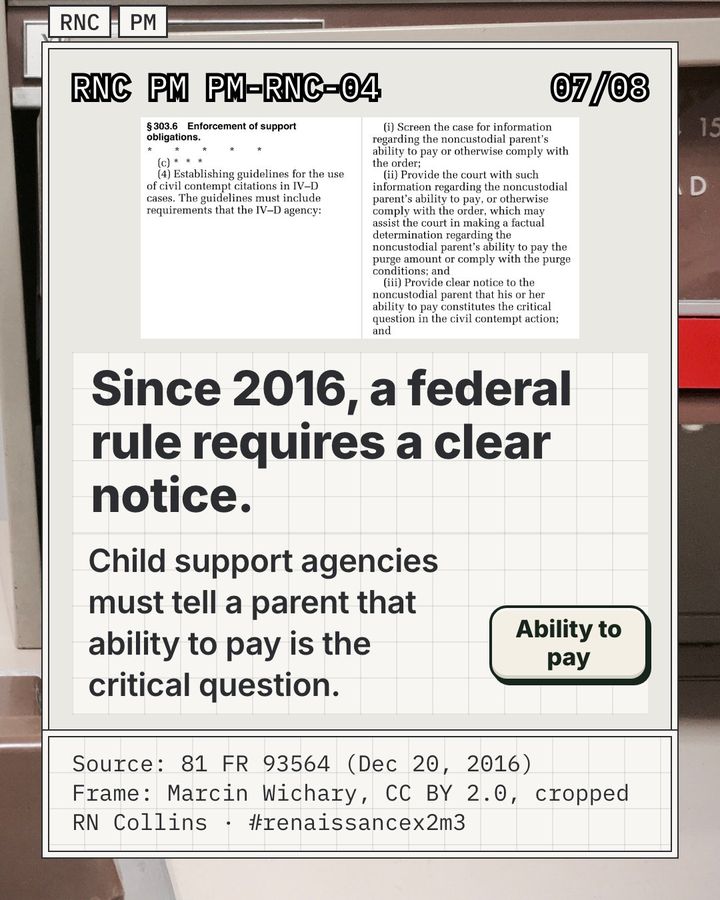 RNC PM
RNC PM PM-RNC-04 07/08
§ 303.6 Enforcement of support
obligations.
* * * * *
(c) * * *
(4) Establishing guidelines for the use
of civil contempt citations in IV–D
cases. The guidelines must include
requirements that the IV–D agency:
(i) Screen the case for information
regarding the noncustodial parent's
ability to pay or otherwise comply with
the order;
(ii) Provide the court with such
information regarding the noncustodial
parent's ability to pay, or otherwise
comply with the order, which may
assist the court in making a factual
determination regarding the
noncustodial parent's ability to pay the
purge amount or comply with the purge
conditions; and
(iii) Provide clear notice to the
noncustodial parent that his or her
ability to pay constitutes the critical
question in the civil contempt action;
and
Since 2016, a federal
rule requires a clear
notice.
Child support agencies
must tell a parent that
ability to pay is the
critical question.
Ability to
pay
Source: 81 FR 93564 (Dec 20, 2016)
Frame: Marcin Wichary, CC BY 2.0, cropped
RN Collins · #renaissancex2m3
15
D